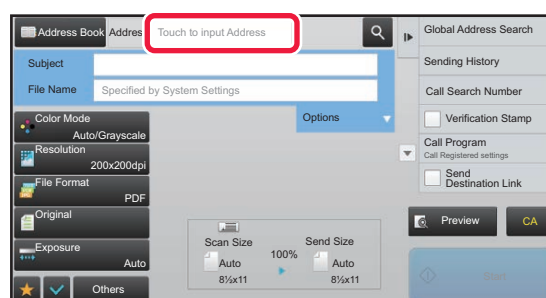 Address Book
Address
Touch to input Address
Subject
File Name
Specified by System Settings
Options
Color Mode
Auto/Grayscale
Resolution
200x200dpi
File Format
PDF
Original
Exposure
Auto
Others
Scan Size
Auto
8½x11
100%
Send Size
Auto
8½x11
Global Address Search
Sending History
Call Search Number
Verification Stamp
Call Program
Call Registered settings
Send
Destination Link
Preview
CA
Start